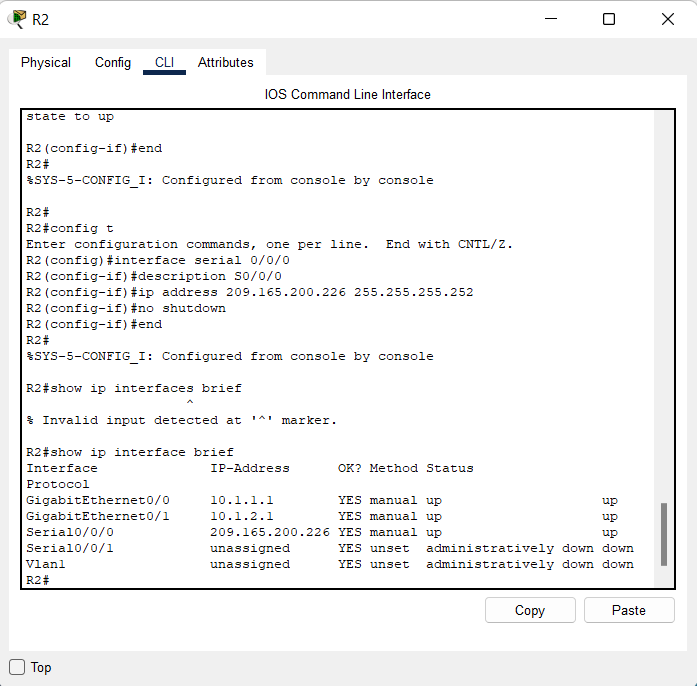 R2
Physical Config CLI Attributes
IOS Command Line Interface
state to up
R2(config-if)#end
R2#
%SYS-5-CONFIG_I: Configured from console by console
R2#
R2#config t
Enter configuration commands, one per line.  End with CNTL/Z.
R2(config)#interface serial 0/0/0
R2(config-if)#description S0/0/0
R2(config-if)#ip address 209.165.200.226 255.255.255.252
R2(config-if)#no shutdown
R2(config-if)#end
R2#
%SYS-5-CONFIG_I: Configured from console by console
R2#show ip interfaces brief
^
% Invalid input detected at '^' marker.
R2#show ip interface brief
Interface              IP-Address      OK? Method Status
Protocol
GigabitEthernet0/0     10.1.1.1        YES manual up                    up
GigabitEthernet0/1     10.1.2.1        YES manual up                    up
Serial0/0/0            209.165.200.226 YES manual up                    up
Serial0/0/1            unassigned      YES unset  administratively down down
Vlan1                  unassigned      YES unset  administratively down down
R2#
Copy Paste
Top